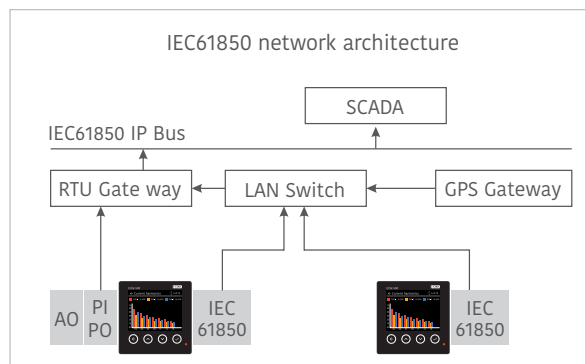 IEC61850 network architecture
SCADA
IEC61850 IP Bus
RTU Gate way
LAN Switch
GPS Gateway
AO
PI
PO
IEC
61850
IEC
61850